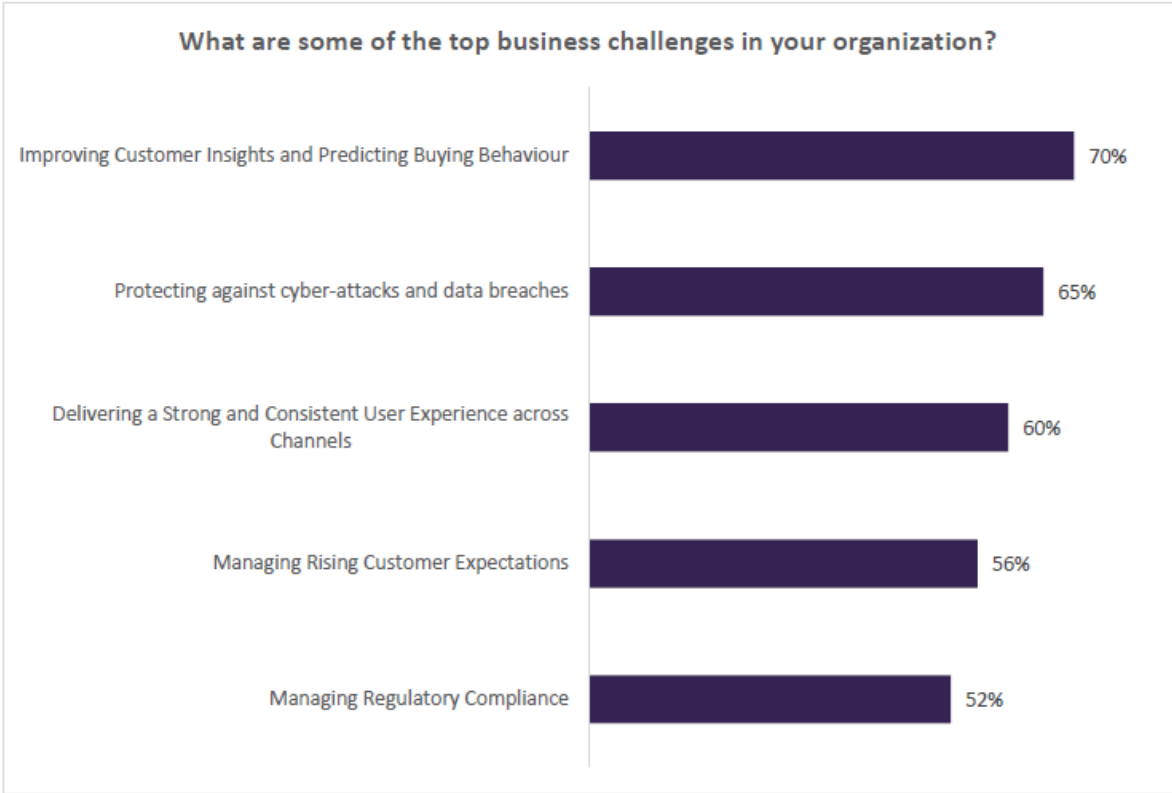 What are some of the top business challenges in your organization?
Improving Customer Insights and Predicting Buying Behaviour
70%
Protecting against cyber-attacks and data breaches
65%
Delivering a Strong and Consistent User Experience across
Channels
60%
Managing Rising Customer Expectations
56%
Managing Regulatory Compliance
52%